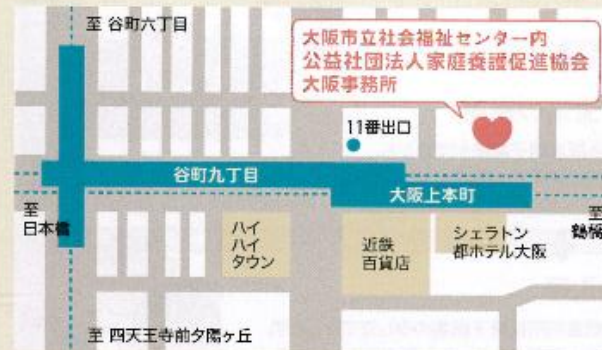 至 谷町六丁目
大阪市立社会福祉センター内
公益社団法人家庭養護促進協会
大阪事務所
11番出口
谷町九丁目
大阪上本町
至
日本橋
ハイ
ハイ
タウン
近鉄
百貨店
シェラトン
都ホテル大阪
至
鶴橋
至 四天王寺前夕陽ヶ丘